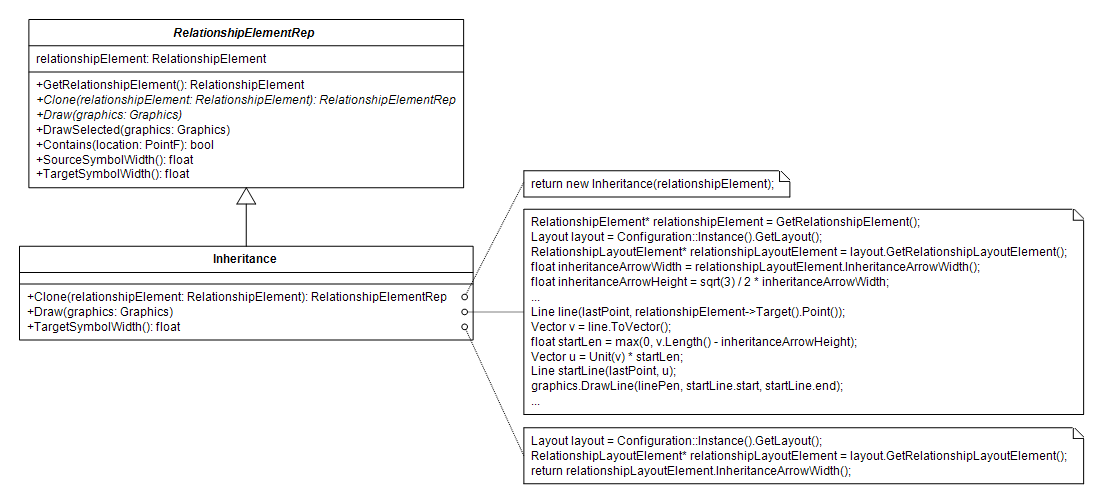 RelationshipElementRep
relationshipElement: RelationshipElement
+GetRelationshipElement(): RelationshipElement
+Clone(relationshipElement: RelationshipElement): RelationshipElementRep
+Draw(graphics: Graphics)
+DrawSelected(graphics: Graphics)
+Contains(location: PointF): bool
+SourceSymbolWidth(): float
+TargetSymbolWidth(): float
Inheritance
+Clone(relationshipElement: RelationshipElement): RelationshipElementRep
+Draw(graphics: Graphics)
+TargetSymbolWidth(): float
return new Inheritance(relationshipElement);
RelationshipElement* relationshipElement = GetRelationshipElement();
Layout layout = Configuration::Instance().GetLayout();
RelationshipLayoutElement* relationshipLayoutElement = layout.GetRelationshipLayoutElement();
float inheritanceArrowWidth = relationshipLayoutElement.InheritanceArrowWidth();
float inheritanceArrowHeight = sqrt(3) / 2 * inheritanceArrowWidth;
...
Line line(lastPoint, relationshipElement->Target().Point());
Vector v = line.ToVector();
float startLen = max(0, v.Length() - inheritanceArrowHeight);
Vector u = Unit(v) * startLen;
Line startLine(lastPoint, u);
graphics.DrawLine(linePen, startLine.start, startLine.end);
...
Layout layout = Configuration::Instance().GetLayout();
RelationshipLayoutElement* relationshipLayoutElement = layout.GetRelationshipLayoutElement();
return relationshipLayoutElement.InheritanceArrowWidth();